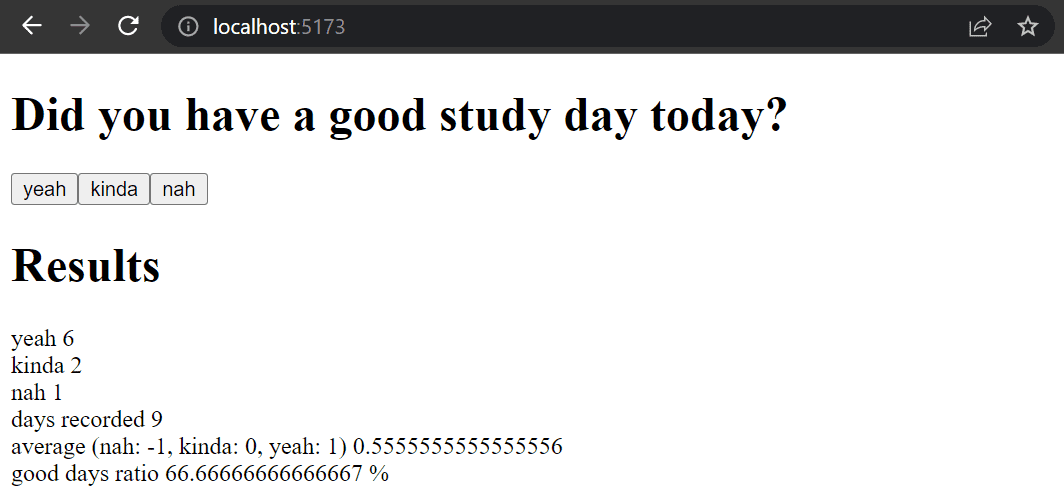 localhost:5173
Did you have a good study day today?
yeah kinda nah
Results
yeah 6
kinda 2
nah 1
days recorded 9
average (nah: -1, kinda: 0, yeah: 1) 0.5555555555555556
good days ratio 66.66666666666667 %